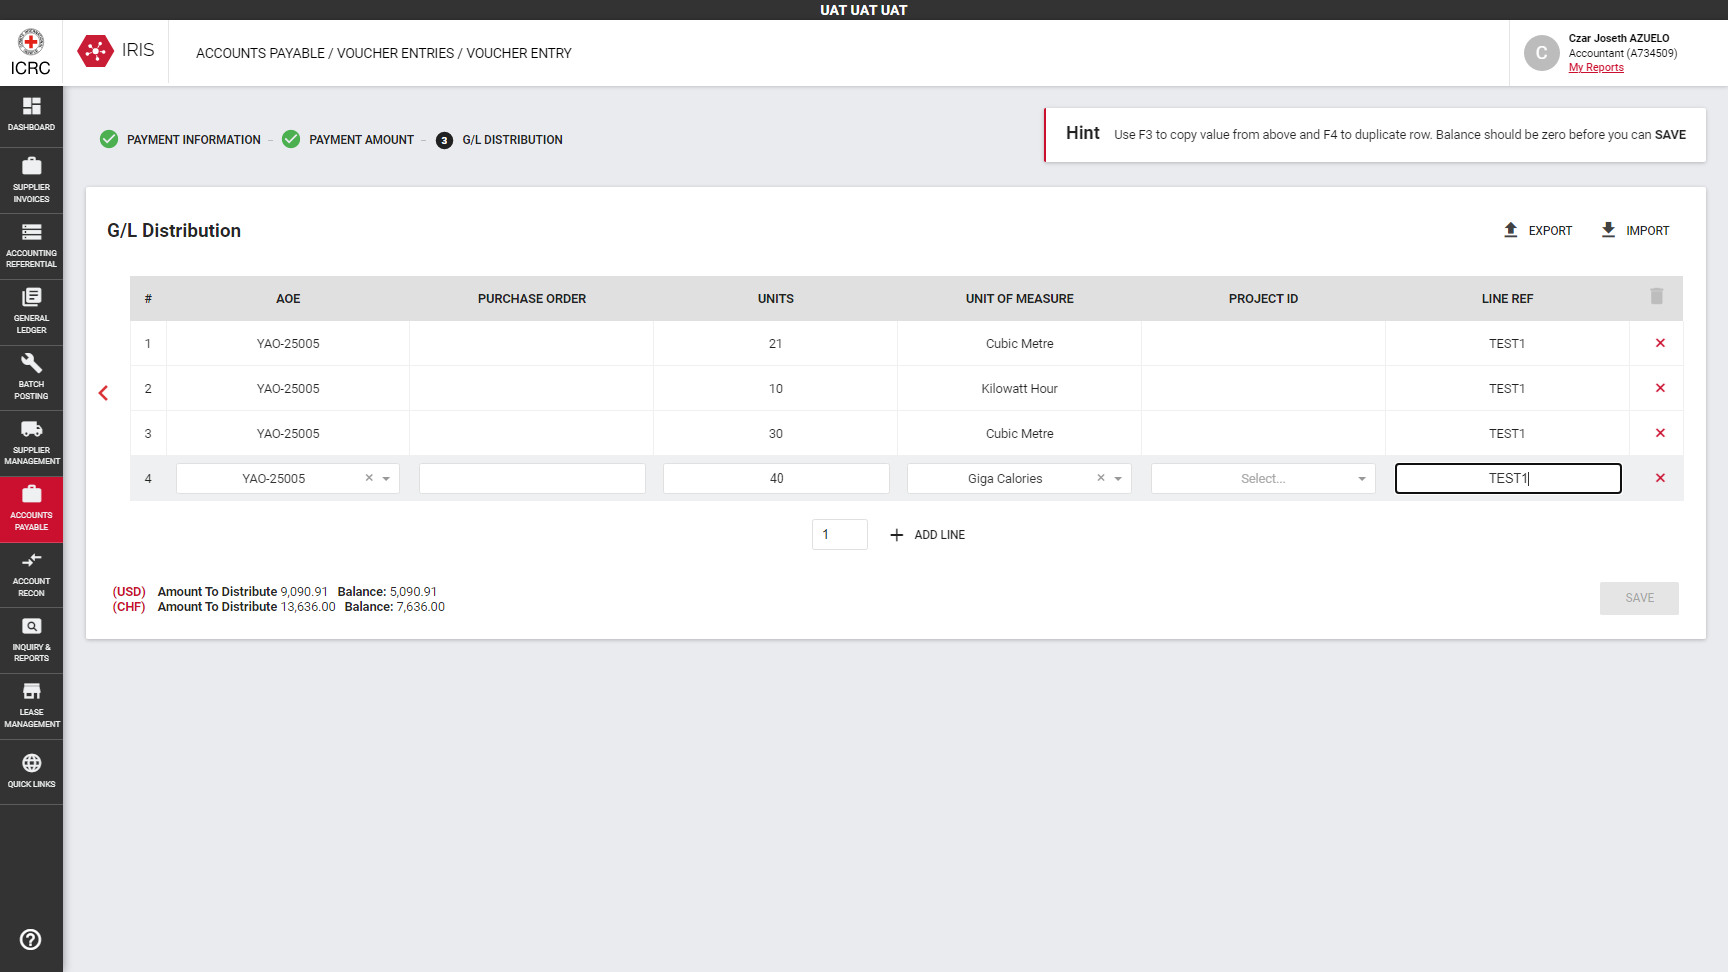 UAT UAT UAT
ICRC
IRIS
ACCOUNTS PAYABLE / VOUCHER ENTRIES / VOUCHER ENTRY
C
Czar Joseth AZUELO
Accountant (A734509)
My Reports
DASHBOARD
SUPPLIER
INVOICES
ACCOUNTING
REFERENTIAL
GENERAL
LEDGER
BATCH
POSTING
SUPPLIER
MANAGEMENT
ACCOUNTS
PAYABLE
ACCOUNT
RECON
INQUIRY &
REPORTS
LEASE
MANAGEMENT
QUICK LINKS
PAYMENT INFORMATION – PAYMENT AMOUNT – 3 G/L DISTRIBUTION
Hint Use F3 to copy value from above and F4 to duplicate row. Balance should be zero before you can SAVE
G/L Distribution
EXPORT IMPORT
# AOE PURCHASE ORDER UNITS UNIT OF MEASURE PROJECT ID LINE REF
1 YAO-25005 21 Cubic Metre TEST1
2 YAO-25005 10 Kilowatt Hour TEST1
3 YAO-25005 30 Cubic Metre TEST1
4 YAO-25005 40 Giga Calories Select... TEST1
1 + ADD LINE
(USD) Amount To Distribute 9,090.91 Balance: 5,090.91
(CHF) Amount To Distribute 13,636.00 Balance: 7,636.00
SAVE